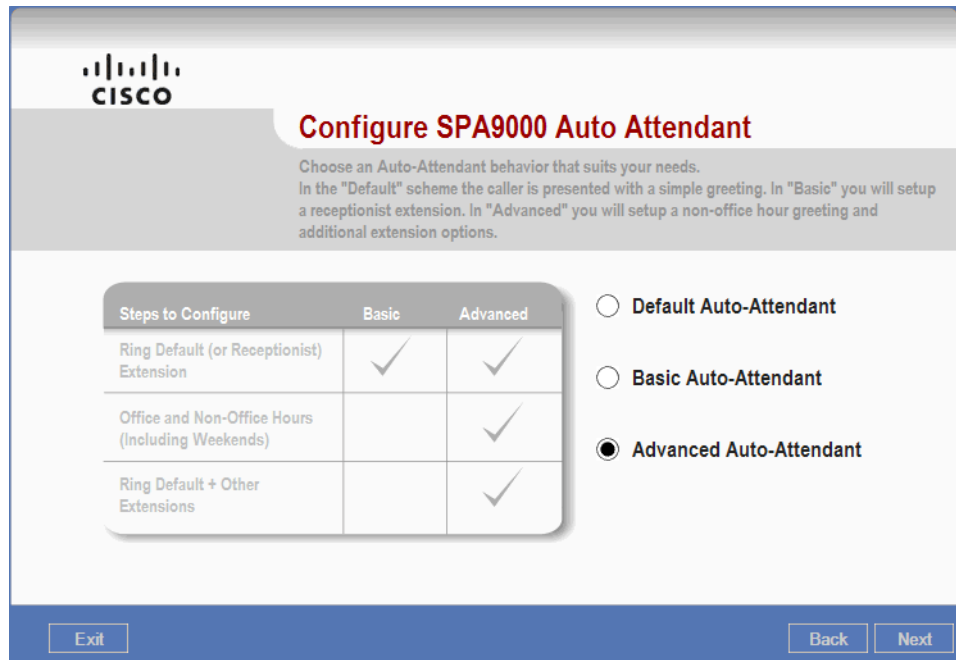 CISCO
Configure SPA9000 Auto Attendant
Choose an Auto-Attendant behavior that suits your needs.
In the "Default" scheme the caller is presented with a simple greeting. In "Basic" you will setup
a receptionist extension. In "Advanced" you will setup a non-office hour greeting and
additional extension options.
Steps to Configure Basic Advanced
Ring Default (or Receptionist)
Extension
Office and Non-Office Hours
(Including Weekends)
Ring Default + Other
Extensions
Default Auto-Attendant
Basic Auto-Attendant
Advanced Auto-Attendant
Exit Back Next